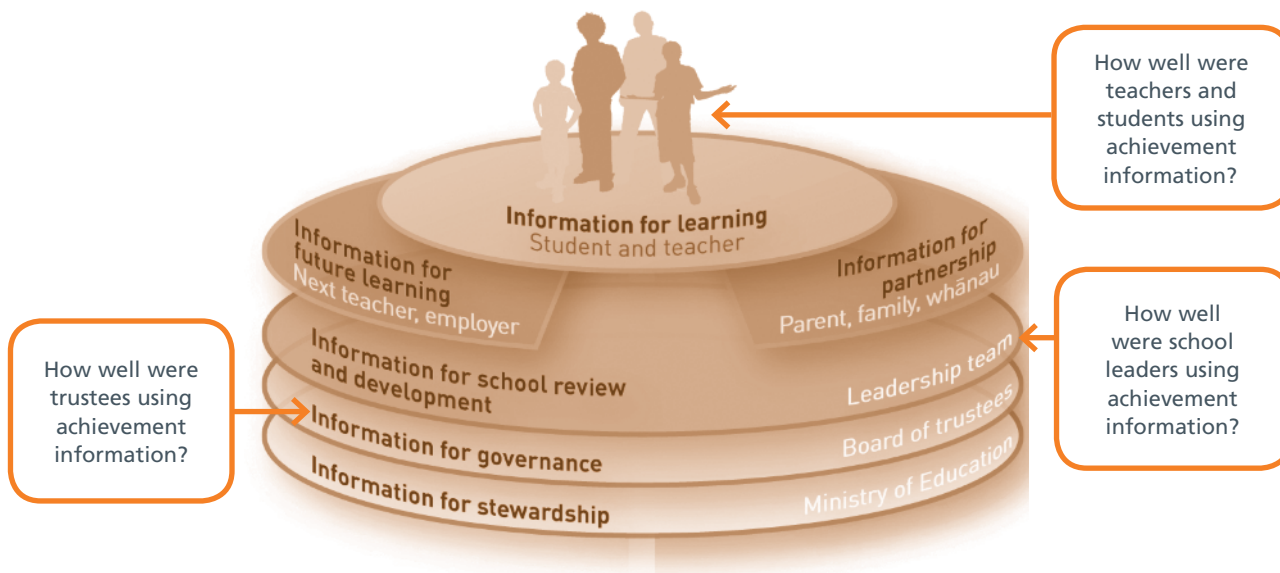 How well were
teachers and
students using
achievement
information?
Information for learning
Student and teacher
Information for
future learning
Next teacher, employer
Information for
partnership
Parent, family, whānau
How well
were school
leaders using
achievement
information?
Information for school review
and development
Leadership team
How well were
trustees using
achievement
information?
Information for governance
Board of trustees
Information for stewardship
Ministry of Education